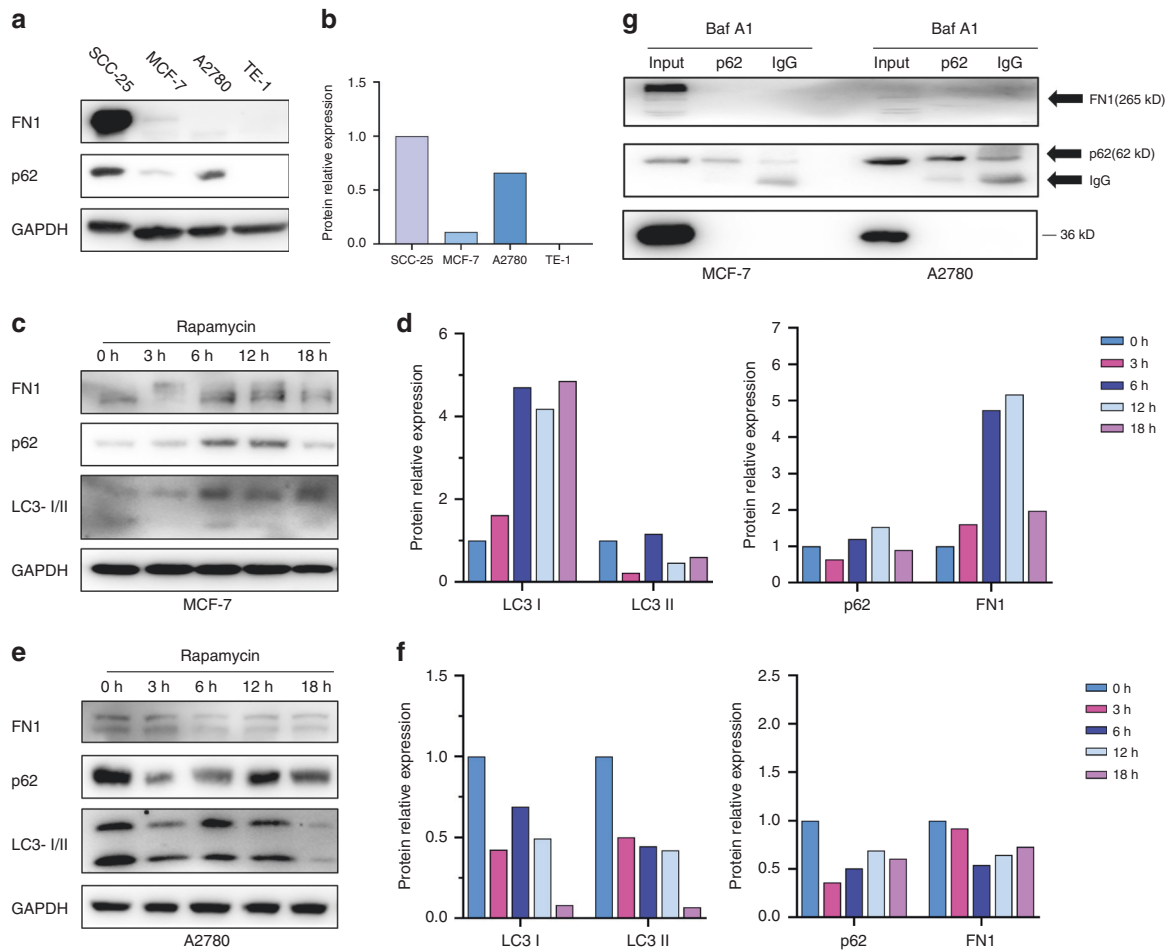 a
SCC-25 MCF-7 A2780 TE-1
FN1
p62
GAPDH
b
Protein relative expression
1.5
1.0
0.5
0.0
SCC-25 MCF-7 A2780 TE-1
g
Baf A1 Baf A1
Input p62 IgG Input p62 IgG
FN1(265 kD)
p62(62 kD)
IgG
36 kD
MCF-7 A2780
c
Rapamycin
0 h 3 h 6 h 12 h 18 h
FN1
p62
LC3- I/II
GAPDH
MCF-7
d
Protein relative expression
6
4
2
0
LC3 I LC3 II
Protein relative expression
7
6
5
4
3
2
1
0
p62 FN1
0 h
3 h
6 h
12 h
18 h
e
Rapamycin
0 h 3 h 6 h 12 h 18 h
FN1
p62
LC3- I/II
GAPDH
A2780
f
Protein relative expression
1.5
1.0
0.5
0.0
LC3 I LC3 II
Protein relative expression
2.5
2.0
1.5
1.0
0.5
0.0
p62 FN1
0 h
3 h
6 h
12 h
18 h